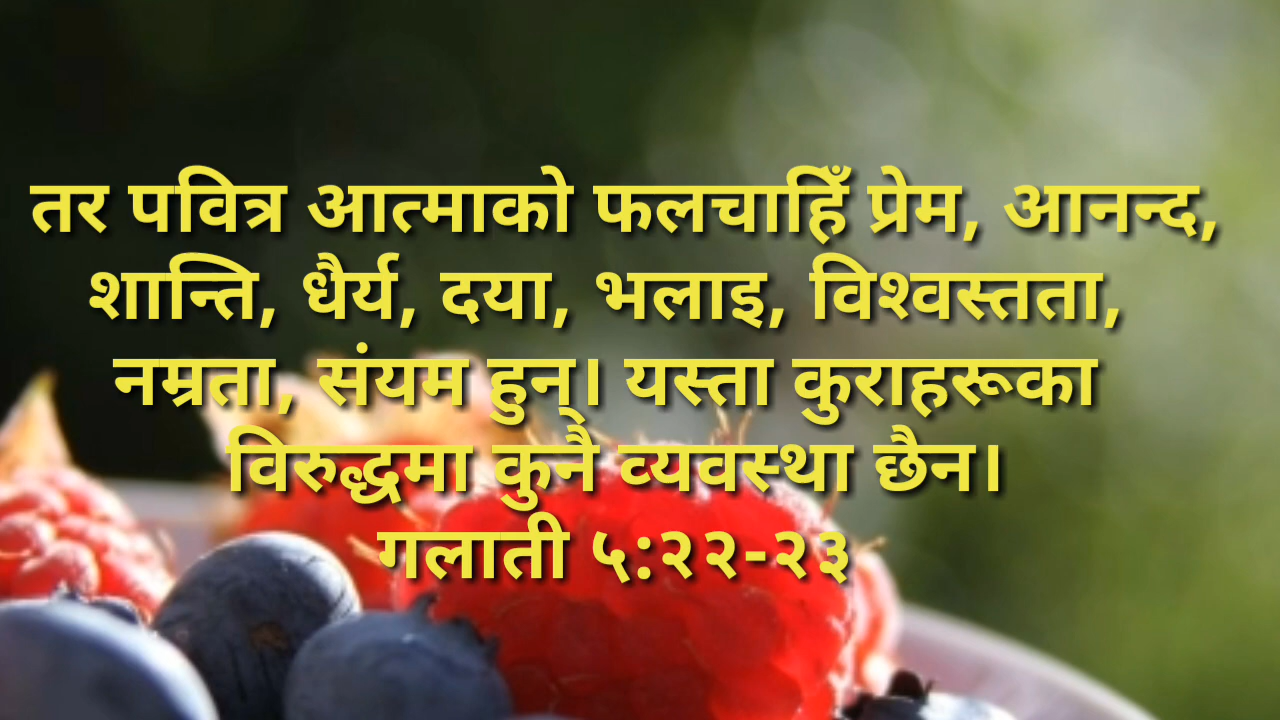 तर पवित्र आत्माको फलचाहिँ प्रेम, आनन्द,
शान्ति, धैर्य, दया, भलाइ, विश्वस्तता,
नम्रता, संयम हुन्। यस्ता कुराहरूका
विरुद्धमा कुनै व्यवस्था छैन।
गलाती ५:२२-२३